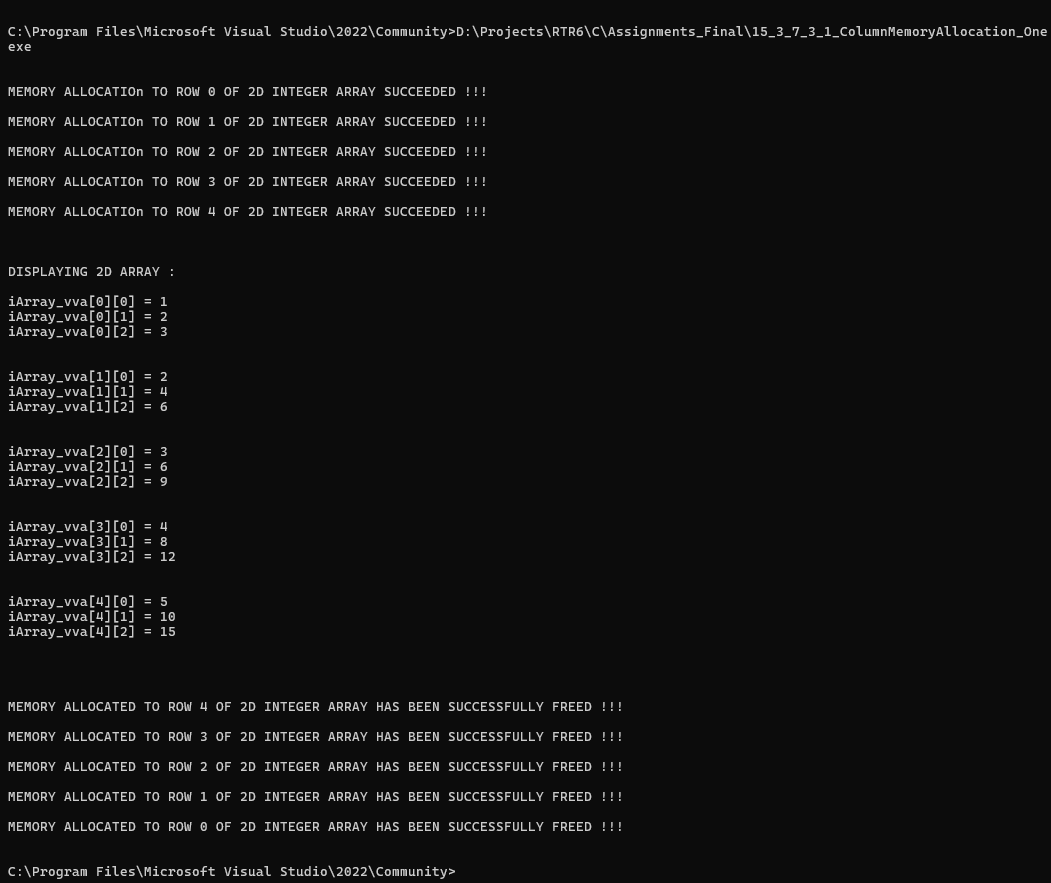 C:\Program Files\Microsoft Visual Studio\2022\Community>D:\Projects\RTR6\C\Assignments_Final\15_3_7_3_1_ColumnMemoryAllocation_One
exe
MEMORY ALLOCATIOn TO ROW 0 OF 2D INTEGER ARRAY SUCCEEDED !!!
MEMORY ALLOCATIOn TO ROW 1 OF 2D INTEGER ARRAY SUCCEEDED !!!
MEMORY ALLOCATIOn TO ROW 2 OF 2D INTEGER ARRAY SUCCEEDED !!!
MEMORY ALLOCATIOn TO ROW 3 OF 2D INTEGER ARRAY SUCCEEDED !!!
MEMORY ALLOCATIOn TO ROW 4 OF 2D INTEGER ARRAY SUCCEEDED !!!
DISPLAYING 2D ARRAY :
iArray_vva[0][0] = 1
iArray_vva[0][1] = 2
iArray_vva[0][2] = 3
iArray_vva[1][0] = 2
iArray_vva[1][1] = 4
iArray_vva[1][2] = 6
iArray_vva[2][0] = 3
iArray_vva[2][1] = 6
iArray_vva[2][2] = 9
iArray_vva[3][0] = 4
iArray_vva[3][1] = 8
iArray_vva[3][2] = 12
iArray_vva[4][0] = 5
iArray_vva[4][1] = 10
iArray_vva[4][2] = 15
MEMORY ALLOCATED TO ROW 4 OF 2D INTEGER ARRAY HAS BEEN SUCCESSFULLY FREED !!!
MEMORY ALLOCATED TO ROW 3 OF 2D INTEGER ARRAY HAS BEEN SUCCESSFULLY FREED !!!
MEMORY ALLOCATED TO ROW 2 OF 2D INTEGER ARRAY HAS BEEN SUCCESSFULLY FREED !!!
MEMORY ALLOCATED TO ROW 1 OF 2D INTEGER ARRAY HAS BEEN SUCCESSFULLY FREED !!!
MEMORY ALLOCATED TO ROW 0 OF 2D INTEGER ARRAY HAS BEEN SUCCESSFULLY FREED !!!
C:\Program Files\Microsoft Visual Studio\2022\Community>